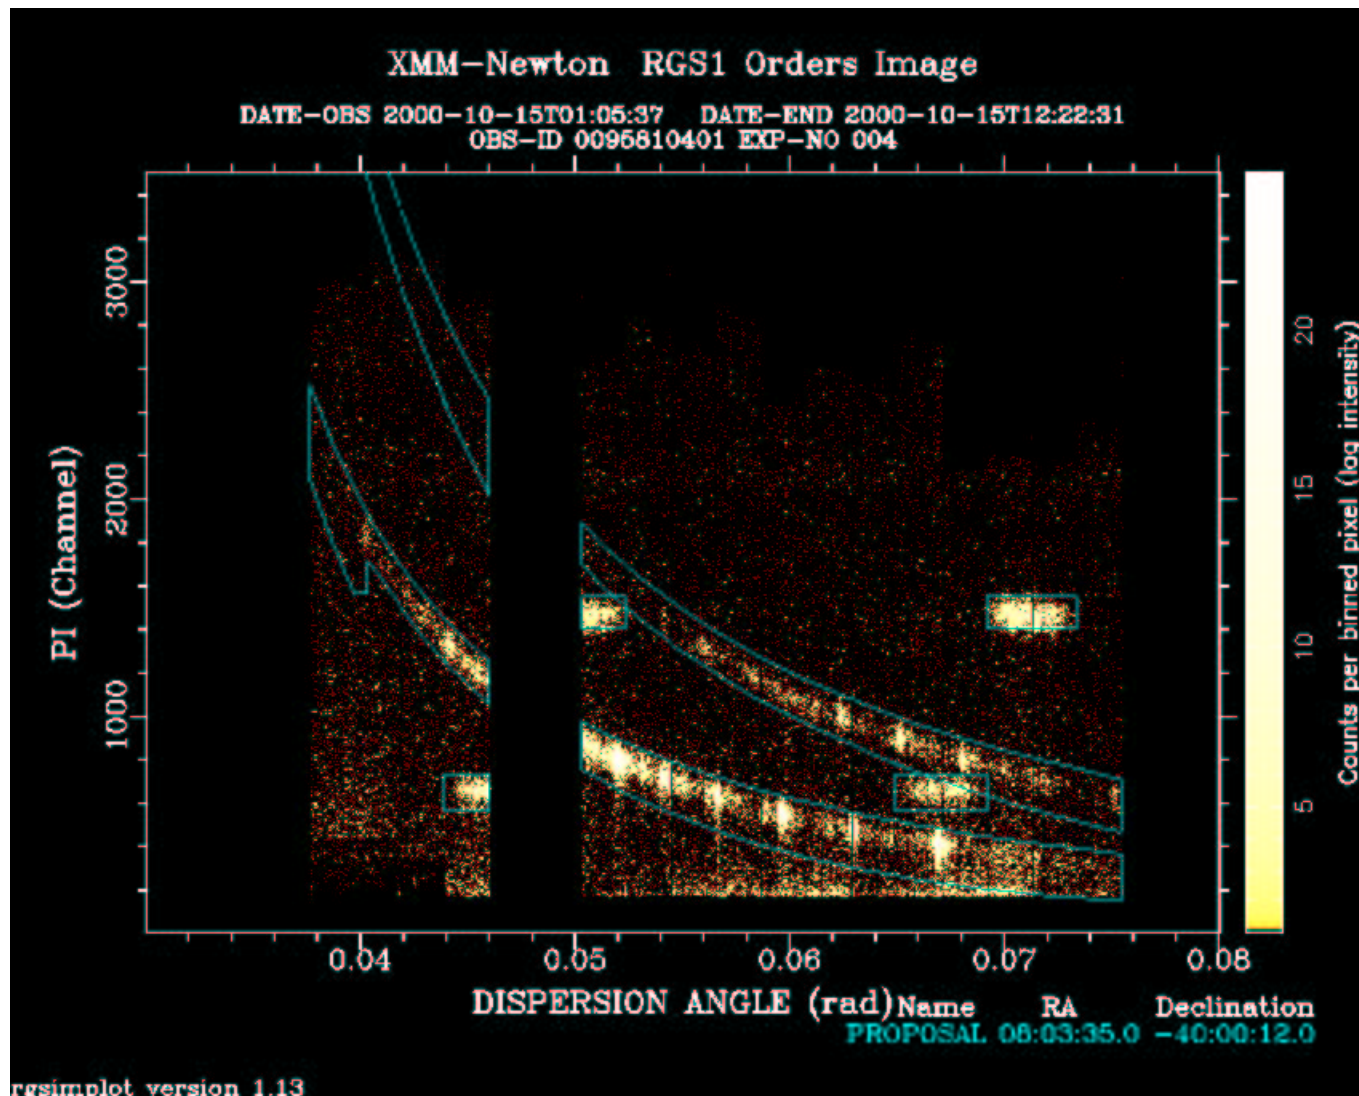 XMM-Newton RGS1 Orders Image
DATE-OBS 2000-10-15T01:05:37 DATE-END 2000-10-15T12:22:31
OBS-ID 0095810401 EXP-NO 004
3000
2000
1000
PI (Channel)
20
15
10
5
Counts per binned pixel (log intensity)
0.04 0.05 0.06 0.07 0.08
DISPERSION ANGLE (rad)
Name RA Declination
PROPOSAL 08:03:35.0 -40:00:12.0
rgsimplot version 1.13